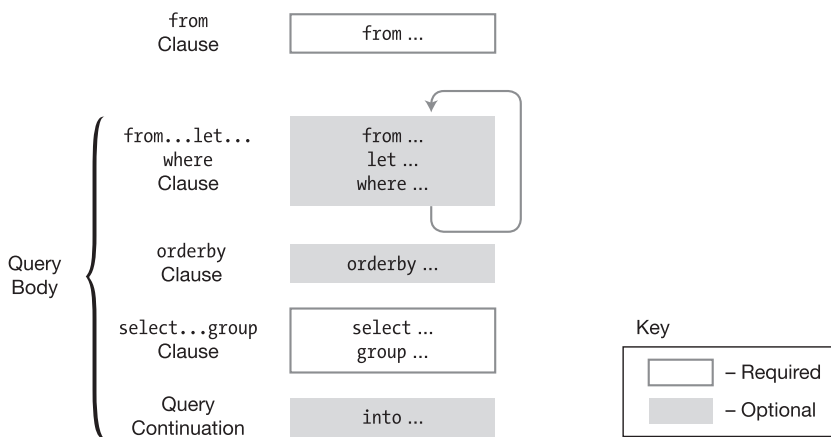 from
Clause
from ...
from...let...
where
Clause
from ...
let ...
where ...
Query
Body
orderby
Clause
orderby ...
select...group
Clause
select ...
group ...
Query
Continuation
into ...
Key
– Required
– Optional